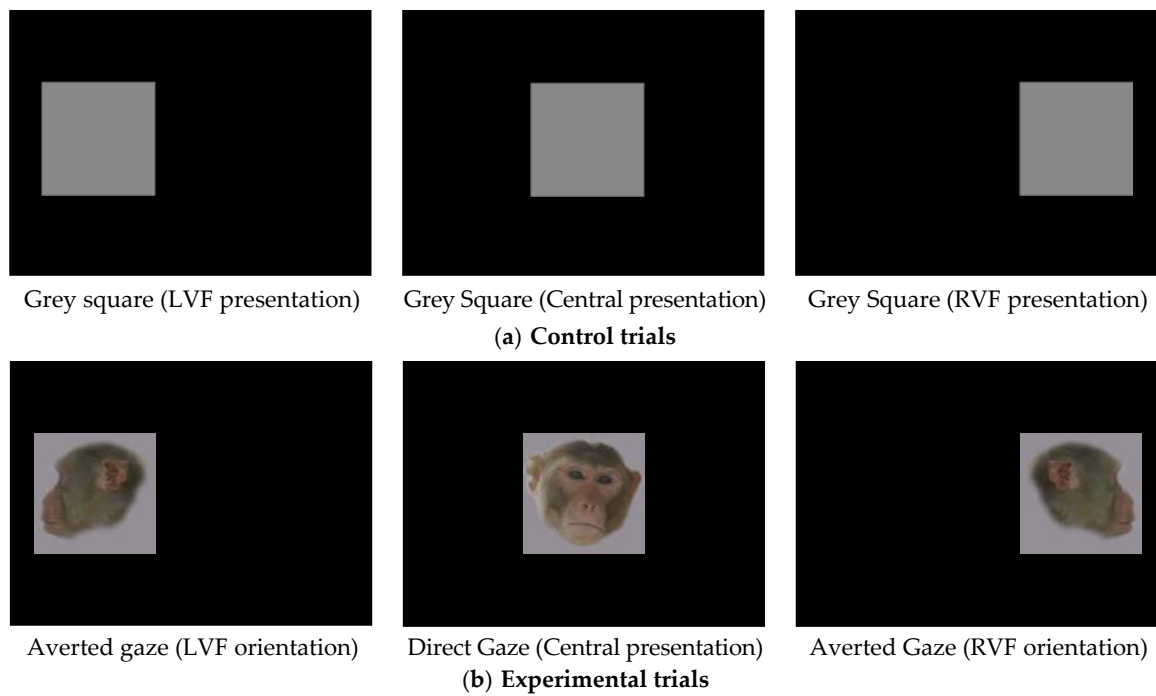 Grey square (LVF presentation) Grey Square (Central presentation) Grey Square (RVF presentation)
(a) Control trials
Averted gaze (LVF orientation) Direct Gaze (Central presentation) Averted Gaze (RVF orientation)
(b) Experimental trials